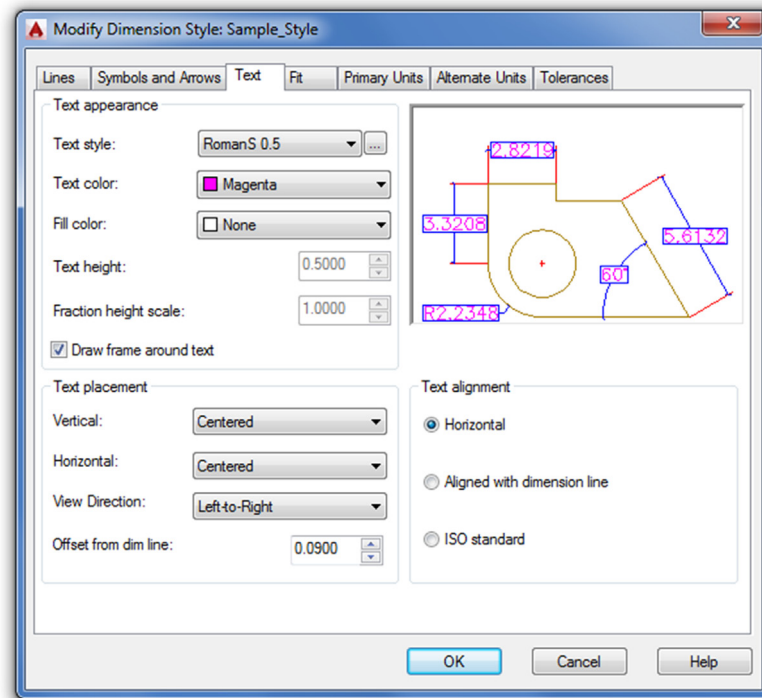 Modify Dimension Style: Sample_Style
Lines Symbols and Arrows Text Fit Primary Units Alternate Units Tolerances
Text appearance
Text style: RomanS 0.5 ...
Text color: Magenta
Fill color: None
Text height: 0.5000
Fraction height scale: 1.0000
Draw frame around text
2.8219
3.3208
5.6132
60°
R2.2348
Text placement
Vertical: Centered
Horizontal: Centered
View Direction: Left-to-Right
Offset from dim line: 0.0900
Text alignment
Horizontal
Aligned with dimension line
ISO standard
OK Cancel Help